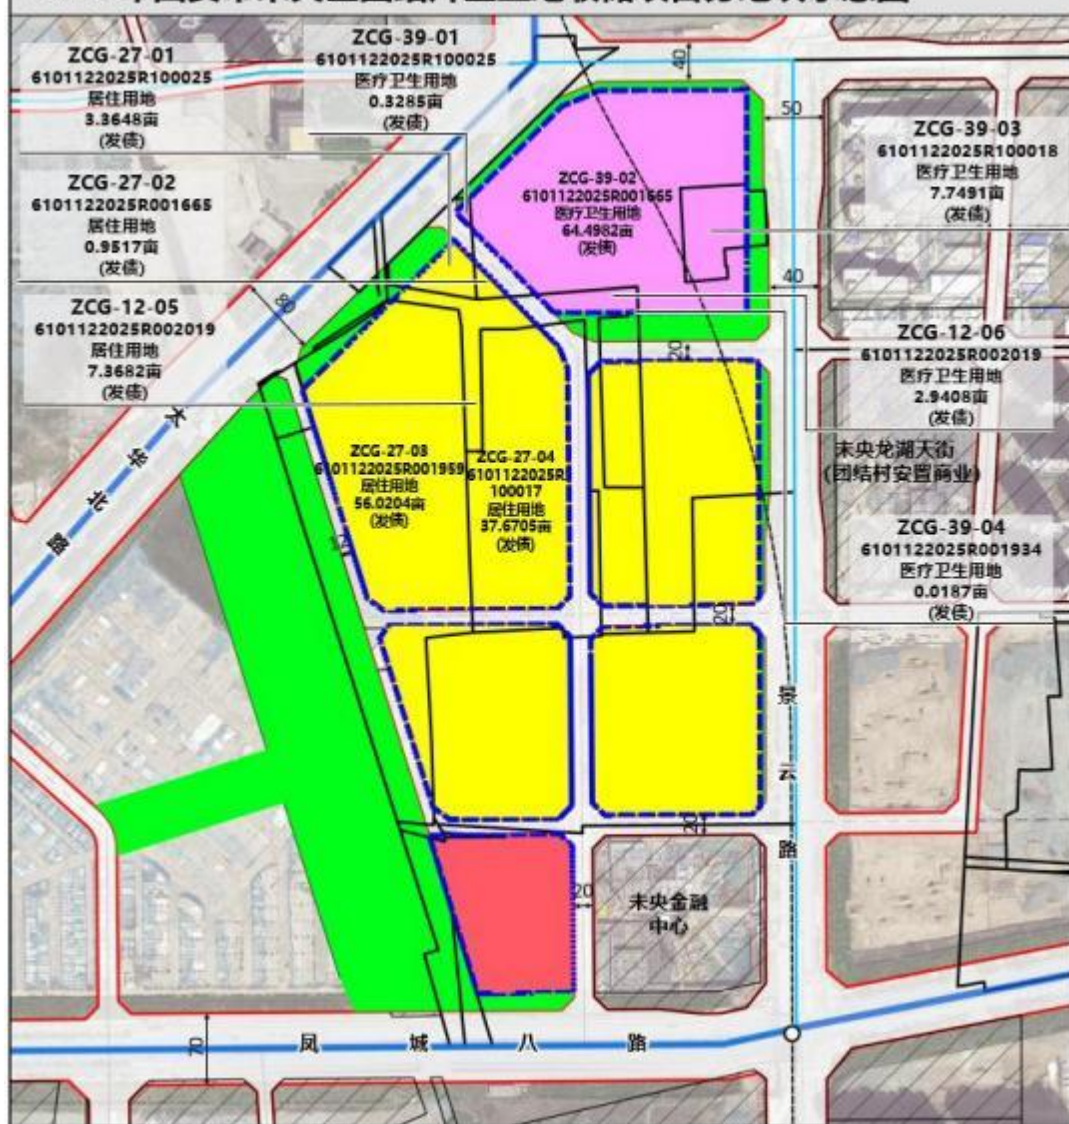 ZCG-27-01
6101122025R100025
居住用地
3.3648亩
(发债)
ZCG-39-01
6101122025R100025
医疗卫生用地
0.3285亩
(发债)
ZCG-27-02
6101122025R001665
居住用地
0.9517亩
(发债)
ZCG-12-05
6101122025R002019
居住用地
7.3682亩
(发债)
ZCG-39-02
6101122025R001665
医疗卫生用地
64.4982亩
(发债)
ZCG-39-03
6101122025R100018
医疗卫生用地
7.7491亩
(发债)
ZCG-12-06
6101122025R002019
医疗卫生用地
2.9408亩
(发债)
未央龙湖天街
(团结村安置商业)
ZCG-39-04
6101122025R001934
医疗卫生用地
0.0187亩
(发债)
ZCG-27-03
6101122025R001959
居住用地
56.0204亩
(发债)
ZCG-27-04
6101122025R
100017
居住用地
37.6705亩
(发债)
40
50
40
80
20
20
20
20
70
太华北路
景云路
未央金融
中心
凤城八路